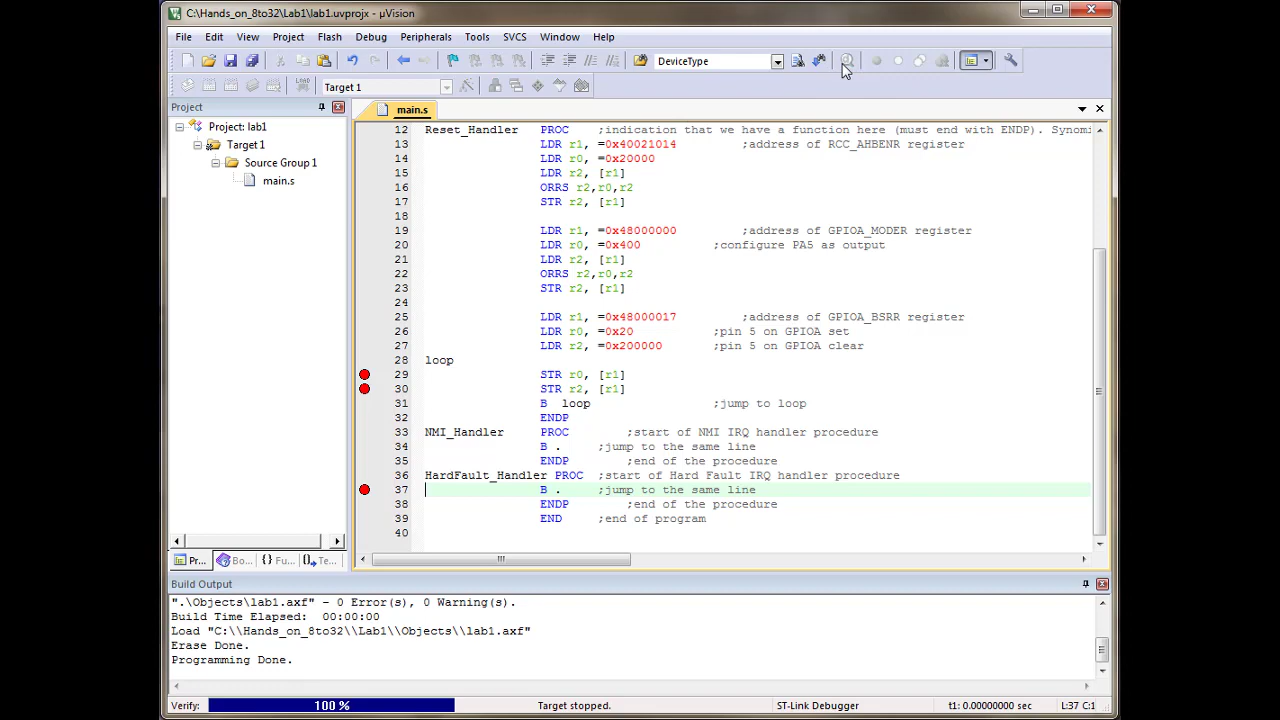 C:\Hands_on_8to32\Lab1\lab1.uvprojx - µVision
File Edit View Project Flash Debug Peripherals Tools SVCS Window Help
DeviceType
LOAD Target 1
Project
main.s
Project: lab1
Target 1
Source Group 1
main.s
12 Reset_Handler PROC ;indication that we have a function here (must end with ENDP). Synomi
13 LDR r1, =0x40021014 ;address of RCC_AHBENR register
14 LDR r0, =0x20000
15 LDR r2, [r1]
16 ORRS r2,r0,r2
17 STR r2, [r1]
18
19 LDR r1, =0x48000000 ;address of GPIOA_MODER register
20 LDR r0, =0x400 ;configure PA5 as output
21 LDR r2, [r1]
22 ORRS r2,r0,r2
23 STR r2, [r1]
24
25 LDR r1, =0x48000017 ;address of GPIOA_BSRR register
26 LDR r0, =0x20 ;pin 5 on GPIOA set
27 LDR r2, =0x200000 ;pin 5 on GPIOA clear
28 loop
29 STR r0, [r1]
30 STR r2, [r1]
31 B loop ;jump to loop
32 ENDP
33 NMI_Handler PROC ;start of NMI IRQ handler procedure
34 B . ;jump to the same line
35 ENDP ;end of the procedure
36 HardFault_Handler PROC ;start of Hard Fault IRQ handler procedure
37 B . ;jump to the same line
38 ENDP ;end of the procedure
39 END ;end of program
40
Pr... Bo... {} Fu... Te...
Build Output
".\Objects\lab1.axf" - 0 Error(s), 0 Warning(s).
Build Time Elapsed: 00:00:00
Load "C:\\Hands_on_8to32\\Lab1\\Objects\\lab1.axf"
Erase Done.
Programming Done.
Verify: 100 % Target stopped. ST-Link Debugger t1: 0.00000000 sec L:37 C:1